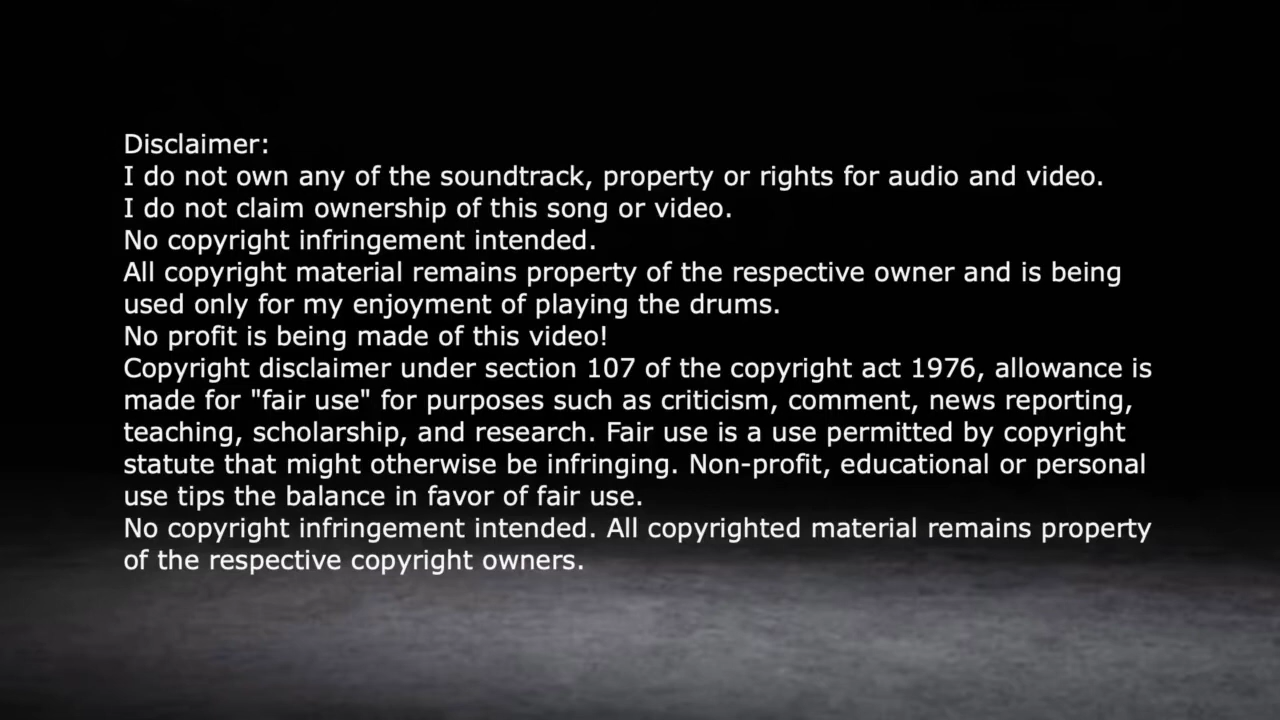 Disclaimer:
I do not own any of the soundtrack, property or rights for audio and video.
I do not claim ownership of this song or video.
No copyright infringement intended.
All copyright material remains property of the respective owner and is being
used only for my enjoyment of playing the drums.
No profit is being made of this video!
Copyright disclaimer under section 107 of the copyright act 1976, allowance is
made for "fair use" for purposes such as criticism, comment, news reporting,
teaching, scholarship, and research. Fair use is a use permitted by copyright
statute that might otherwise be infringing. Non-profit, educational or personal
use tips the balance in favor of fair use.
No copyright infringement intended. All copyrighted material remains property
of the respective copyright owners.